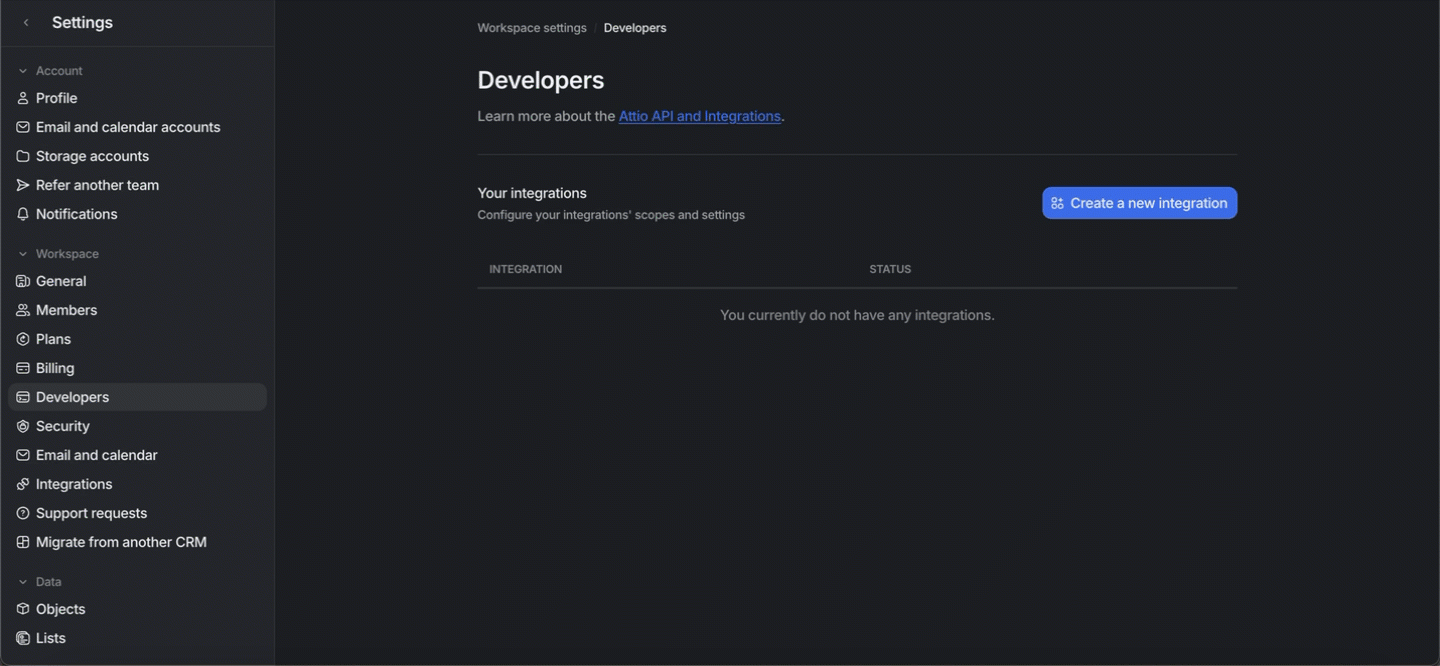 Settings
Account
Profile
Email and calendar accounts
Storage accounts
Refer another team
Notifications
Workspace
General
Members
Plans
Billing
Developers
Security
Email and calendar
Integrations
Support requests
Migrate from another CRM
Data
Objects
Lists
Workspace settings Developers
Developers
Learn more about the Attio API and Integrations.
Your integrations
Configure your integrations' scopes and settings
Create a new integration
INTEGRATION STATUS
You currently do not have any integrations.